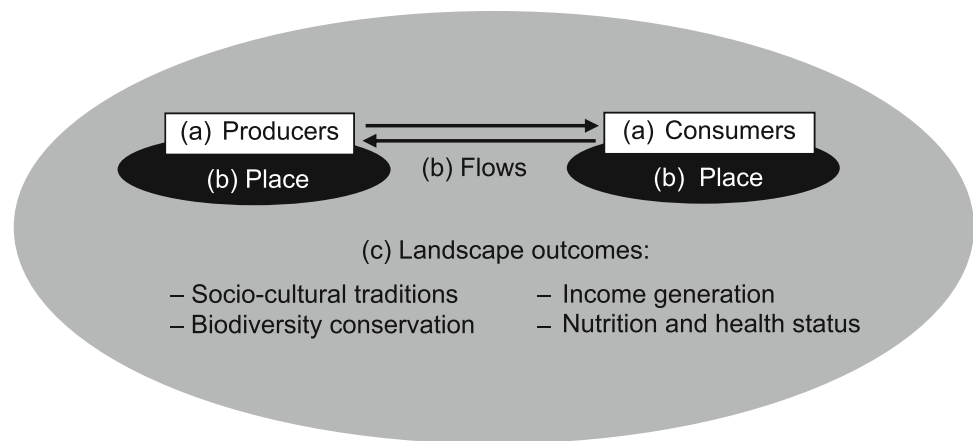 (a) Producers
(a) Consumers
(b) Flows
(b) Place
(b) Place
(c) Landscape outcomes:
– Socio-cultural traditions
– Income generation
– Biodiversity conservation
– Nutrition and health status